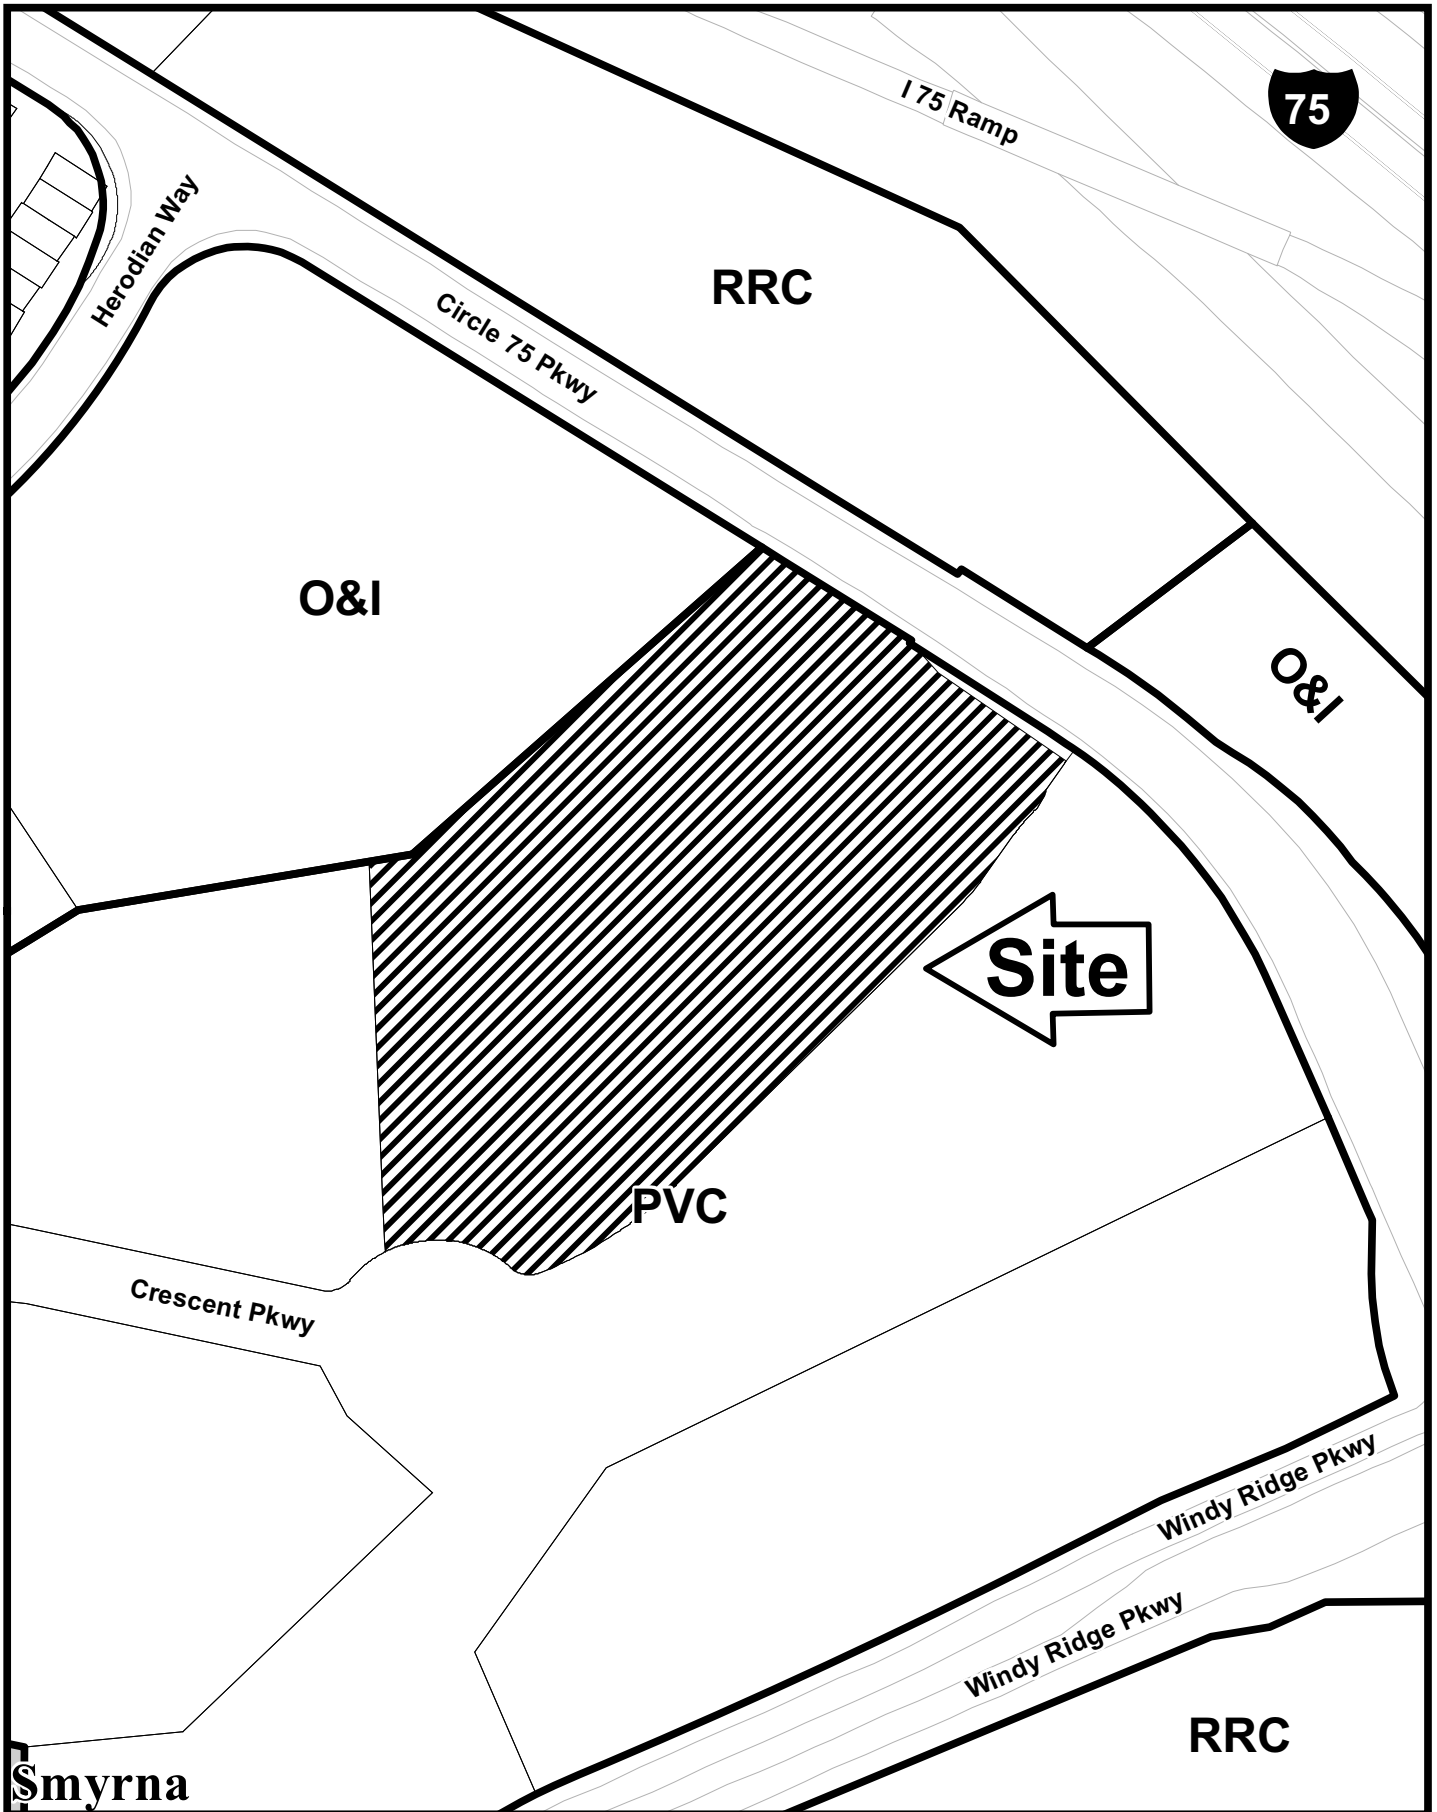 I 75 Ramp
75
Herodian Way
RRC
Circle 75 Pkwy
O&I
O&I
Site
PVC
Crescent Pkwy
Windy Ridge Pkwy
Windy Ridge Pkwy
RRC
Smyrna